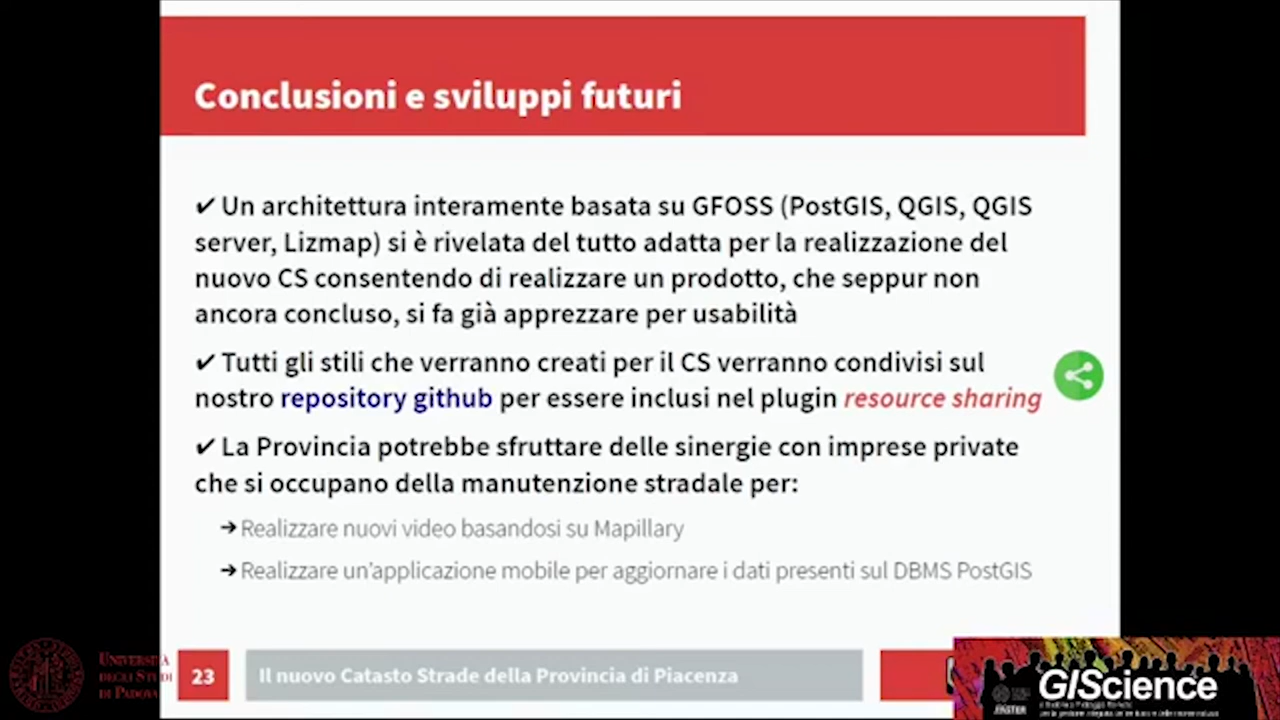 Conclusioni e sviluppi futuri
✔ Un architettura interamente basata su GFOSS (PostGIS, QGIS, QGIS
server, Lizmap) si è rivelata del tutto adatta per la realizzazione del
nuovo CS consentendo di realizzare un prodotto, che seppur non
ancora concluso, si fa già apprezzare per usabilità
✔ Tutti gli stili che verranno creati per il CS verranno condivisi sul
nostro repository github per essere inclusi nel plugin resource sharing
✔ La Provincia potrebbe sfruttare delle sinergie con imprese private
che si occupano della manutenzione stradale per:
➔ Realizzare nuovi video basandosi su Mapillary
➔ Realizzare un'applicazione mobile per aggiornare i dati presenti sul DBMS PostGIS
Università
degli Studi
di Padova
23
Il nuovo Catasto Strade della Provincia di Piacenza
GIScience